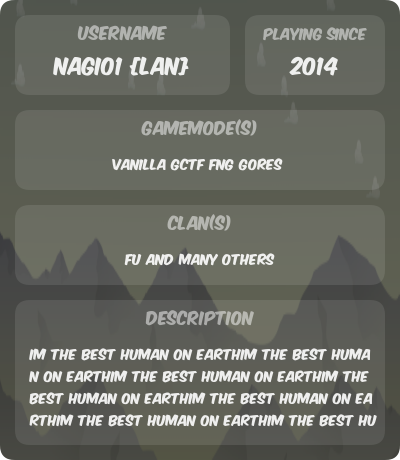 USERNAME
NAGI01 {LAN}
PLAYING SINCE
2014
GAMEMODE(S)
VANILLA GCTF FNG GORES
CLAN(S)
FU AND MANY OTHERS
DESCRIPTION
IM THE BEST HUMAN ON EARTHIM THE BEST HUMA
N ON EARTHIM THE BEST HUMAN ON EARTHIM THE
BEST HUMAN ON EARTHIM THE BEST HUMAN ON EA
RTHIM THE BEST HUMAN ON EARTHIM THE BEST HU